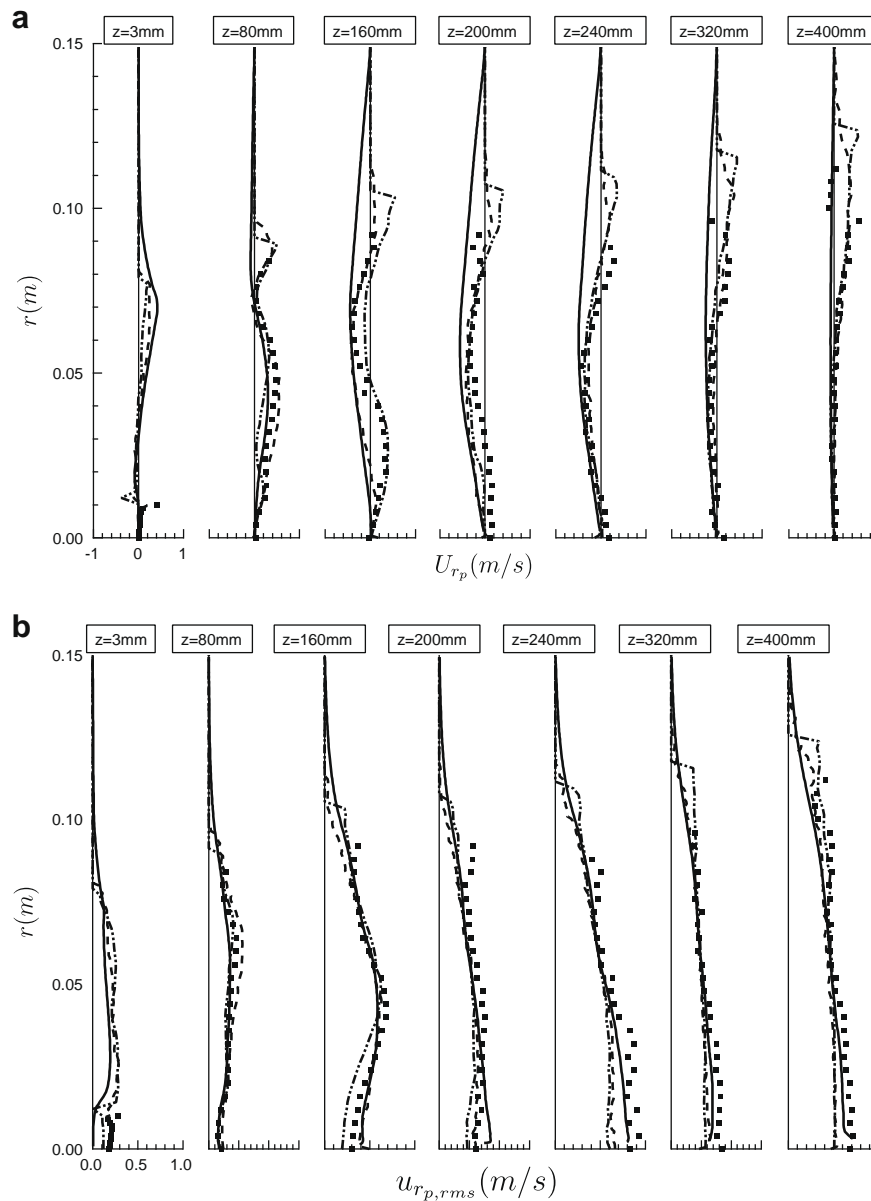 a
z=3mm z=80mm z=160mm z=200mm z=240mm z=320mm z=400mm
0.15
0.10
r(m)
0.05
0.00
-1 0 1
U_{r_p}(m/s)
b
z=3mm z=80mm z=160mm z=200mm z=240mm z=320mm z=400mm
0.15
0.10
r(m)
0.05
0.00
0.0 0.5 1.0
u_{r_{p,rms}}(m/s)